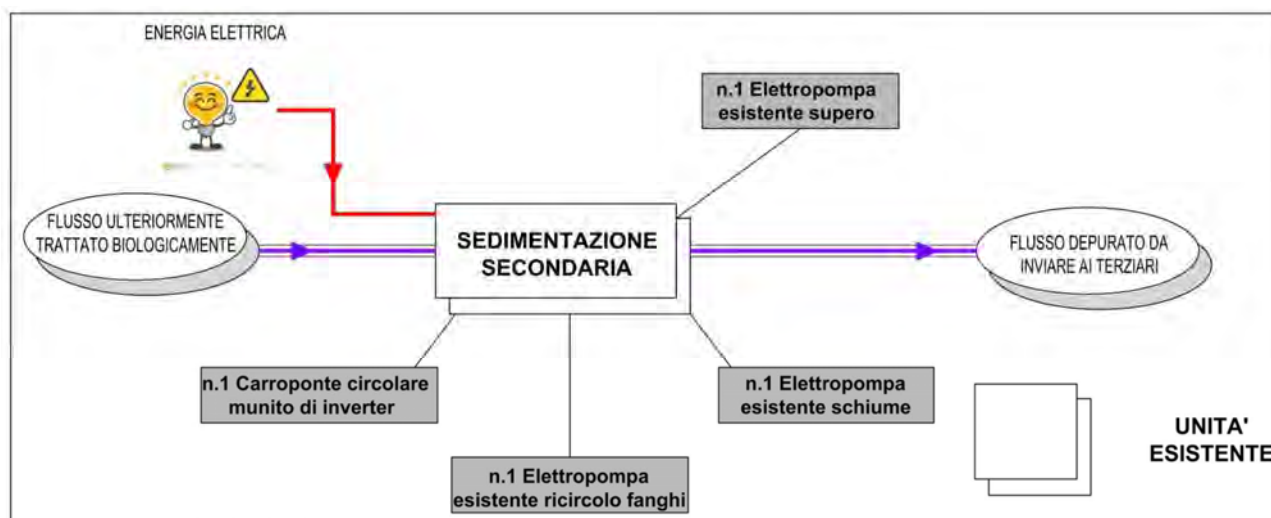 ENERGIA ELETTRICA
n.1 Elettropompa
esistente supero
FLUSSO ULTERIORMENTE
TRATTATO BIOLOGICAMENTE
SEDIMENTAZIONE
SECONDARIA
FLUSSO DEPURATO DA
INVIARE AI TERZIARI
n.1 Carroponte circolare
munito di inverter
n.1 Elettropompa
esistente schiume
n.1 Elettropompa
esistente ricircolo fanghi
UNITA'
ESISTENTE